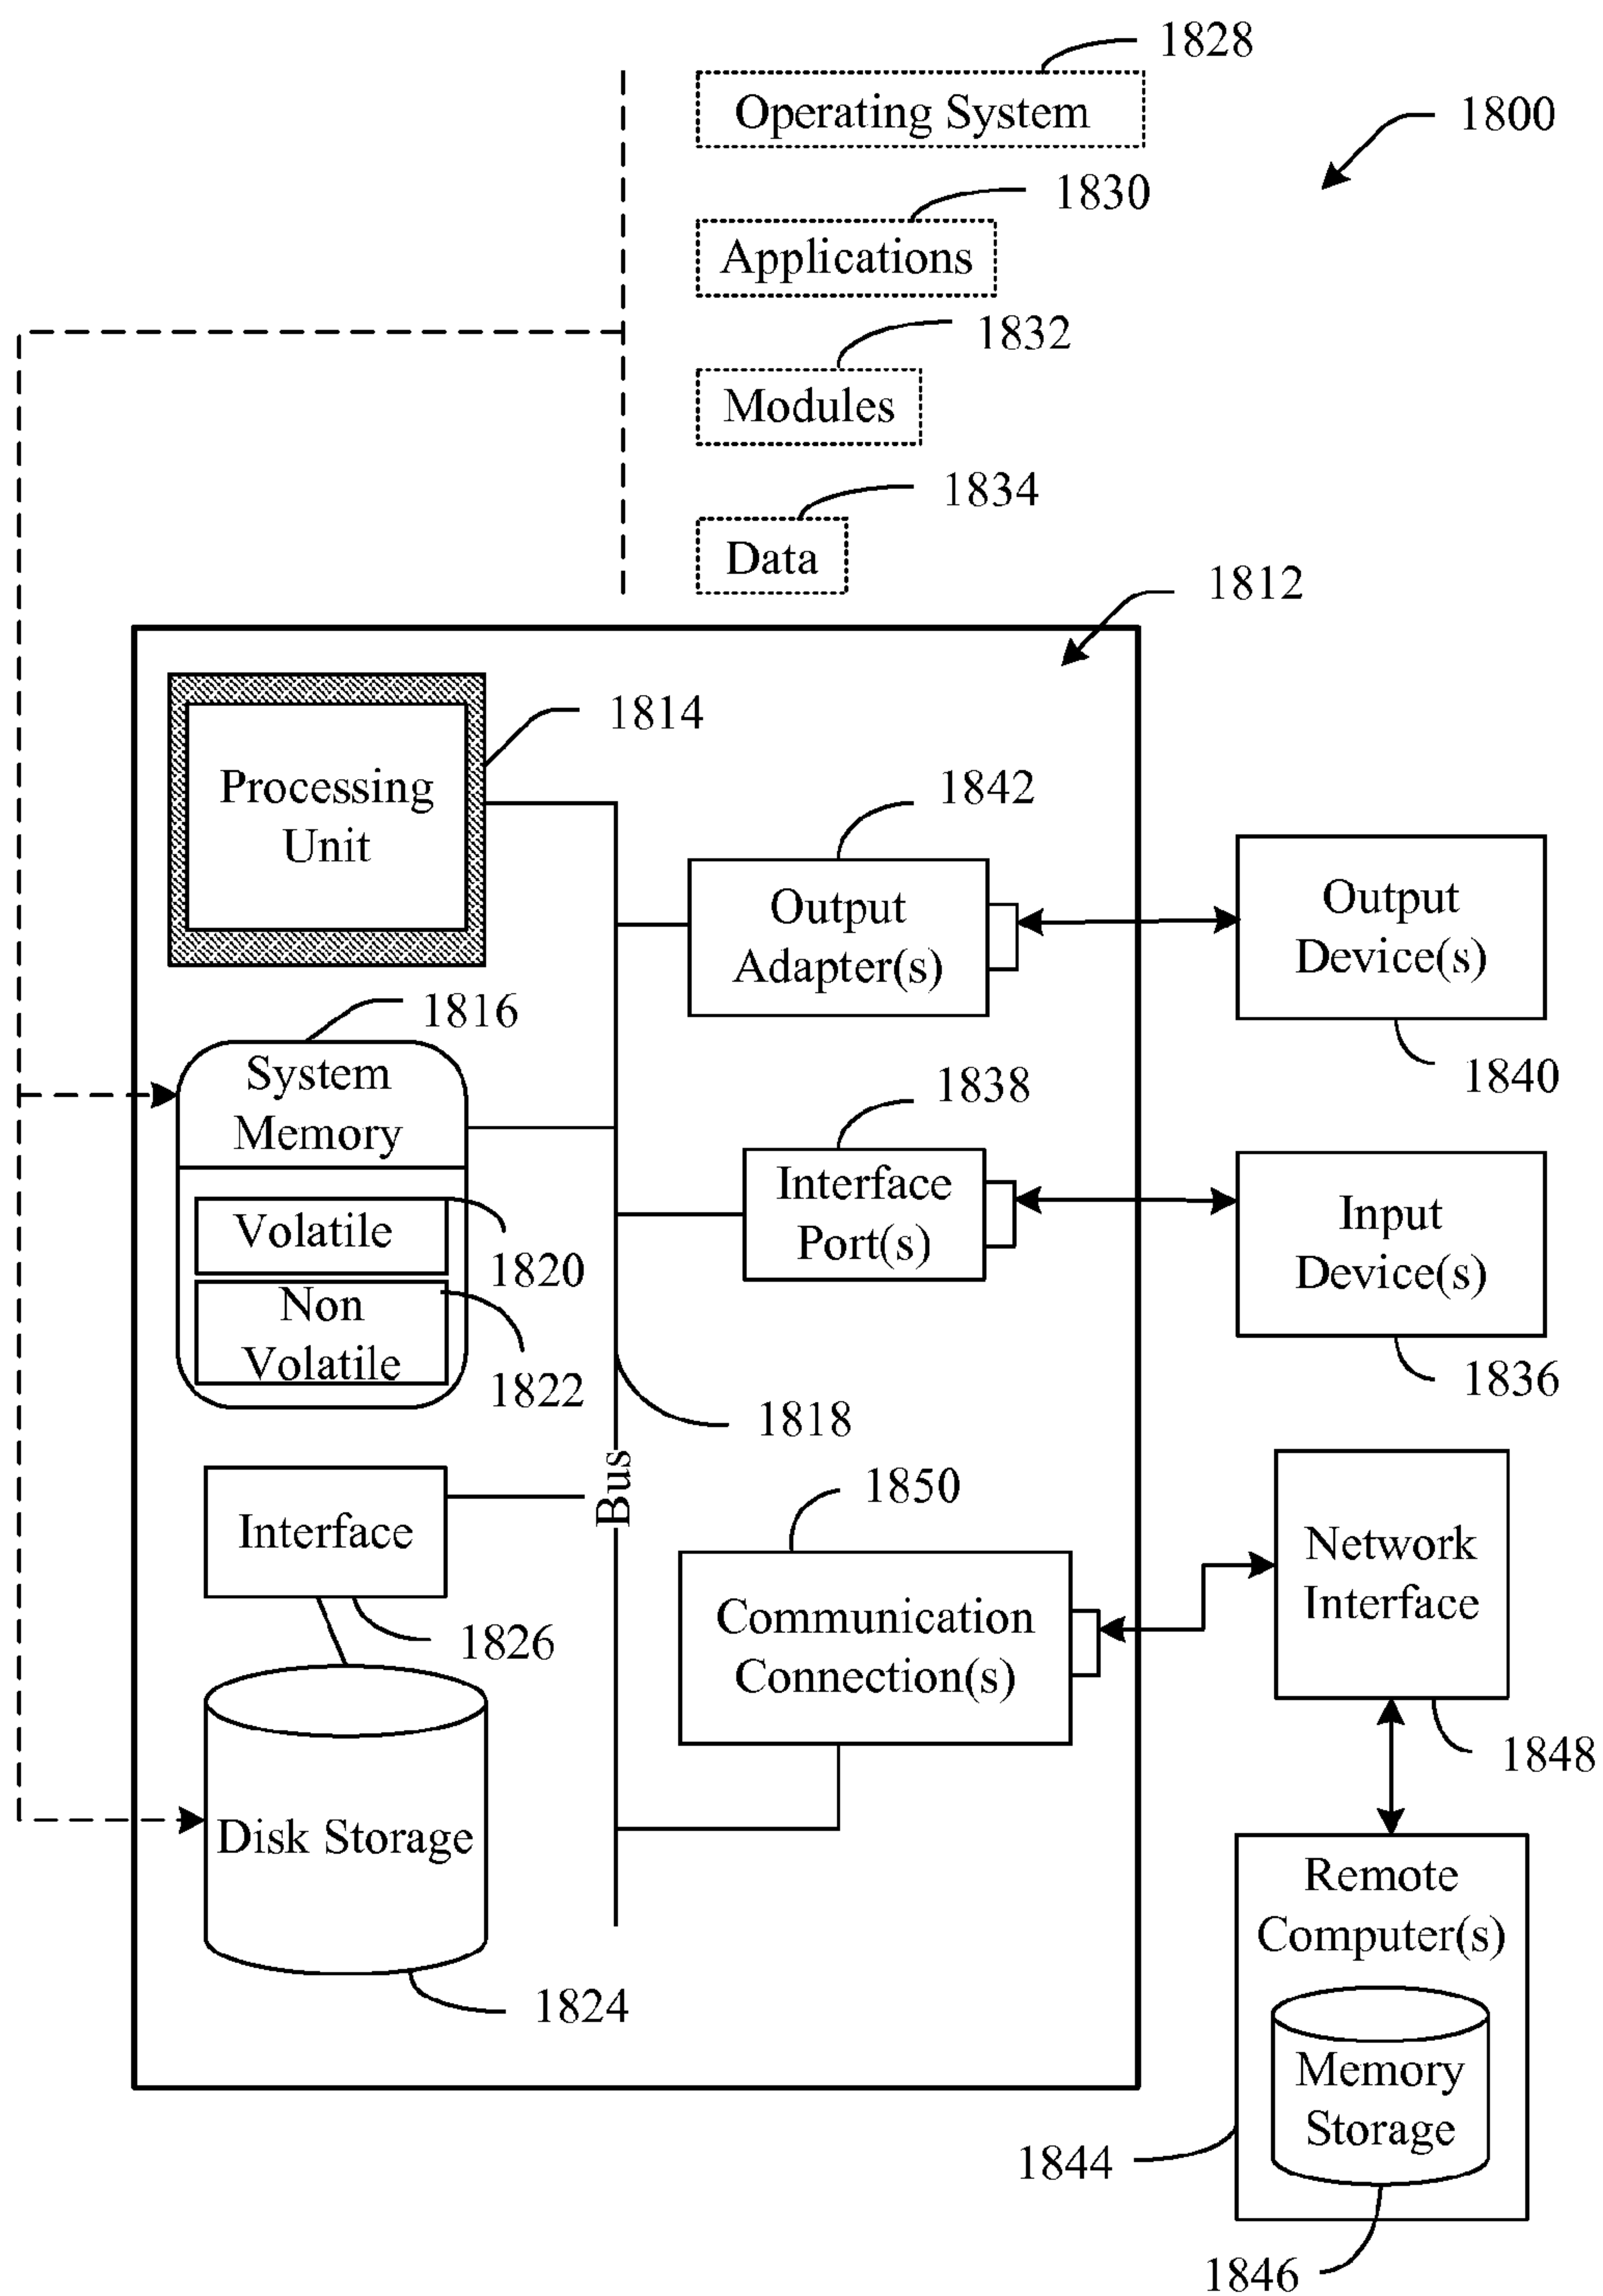 1828
Operating System
1800
1830
Applications
1832
Modules
1834
Data
1812
1814
Processing
Unit
1842
Output
Adapter(s)
Output
Device(s)
1840
1816
System
Memory
1838
Interface
Port(s)
Input
Device(s)
1836
Volatile
1820
Non
Volatile
1822
1818
Bus
1850
Interface
1826
Communication
Connection(s)
Network
Interface
1848
Disk Storage
1824
Remote
Computer(s)
Memory
Storage
1844
1846